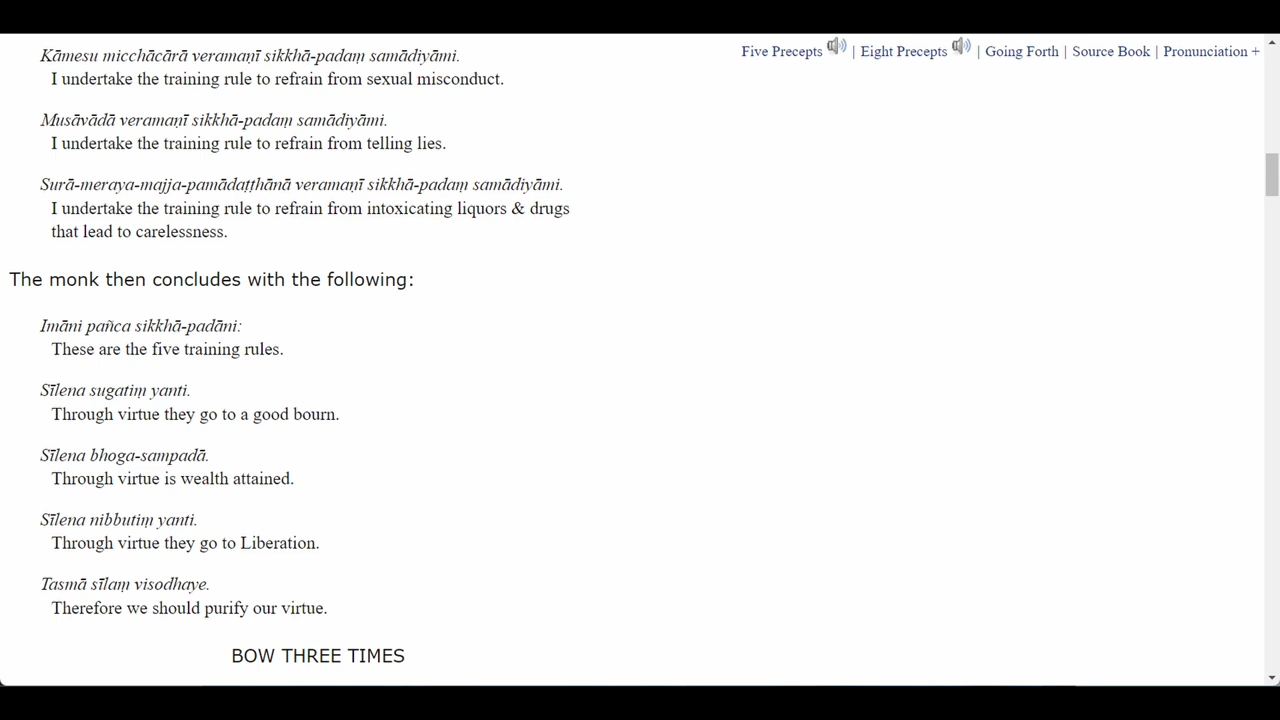 Five Precepts | Eight Precepts | Going Forth | Source Book | Pronunciation +
Kāmesu micchācārā veramaṇī sikkhā-padaṃ samādiyāmi.
I undertake the training rule to refrain from sexual misconduct.
Musāvādā veramaṇī sikkhā-padaṃ samādiyāmi.
I undertake the training rule to refrain from telling lies.
Surā-meraya-majja-pamādaṭṭhānā veramaṇī sikkhā-padaṃ samādiyāmi.
I undertake the training rule to refrain from intoxicating liquors & drugs
that lead to carelessness.
The monk then concludes with the following:
Imāni pañca sikkhā-padāni:
These are the five training rules.
Sīlena sugatiṃ yanti.
Through virtue they go to a good bourn.
Sīlena bhoga-sampadā.
Through virtue is wealth attained.
Sīlena nibbutiṃ yanti.
Through virtue they go to Liberation.
Tasmā sīlaṃ visodhaye.
Therefore we should purify our virtue.
BOW THREE TIMES